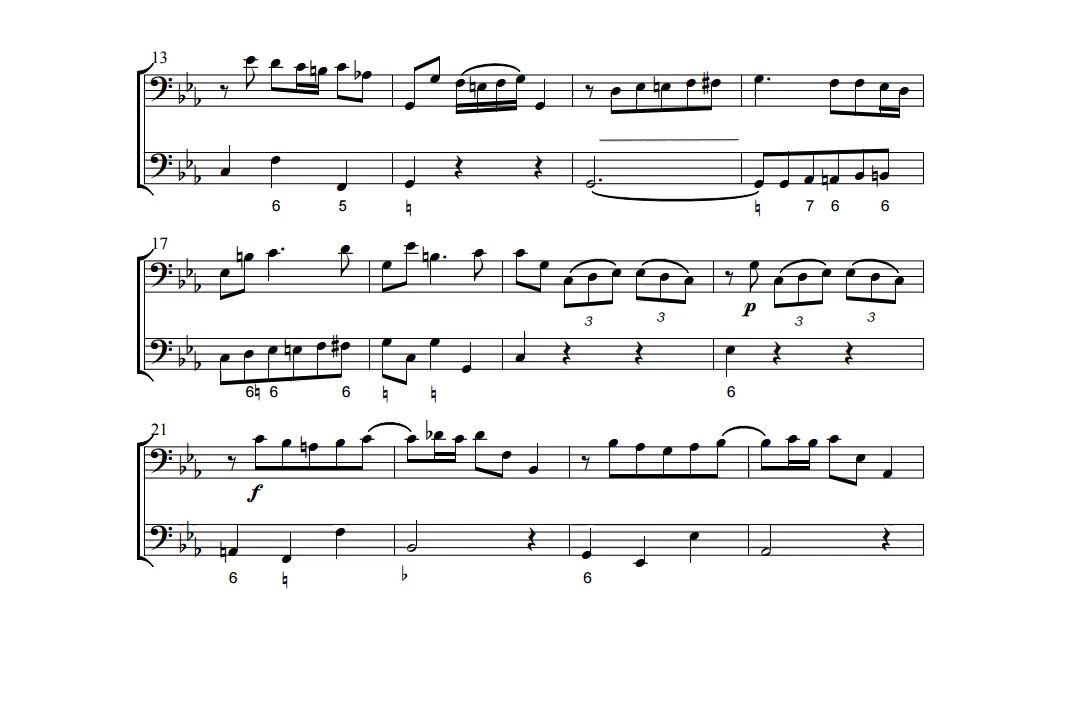 13
6 5 ♮ ♮ 7 6 6
17
3 3 p 3 3
6♮ 6 6 ♮ ♮ 6
21
f
6 ♮ ♭ 6